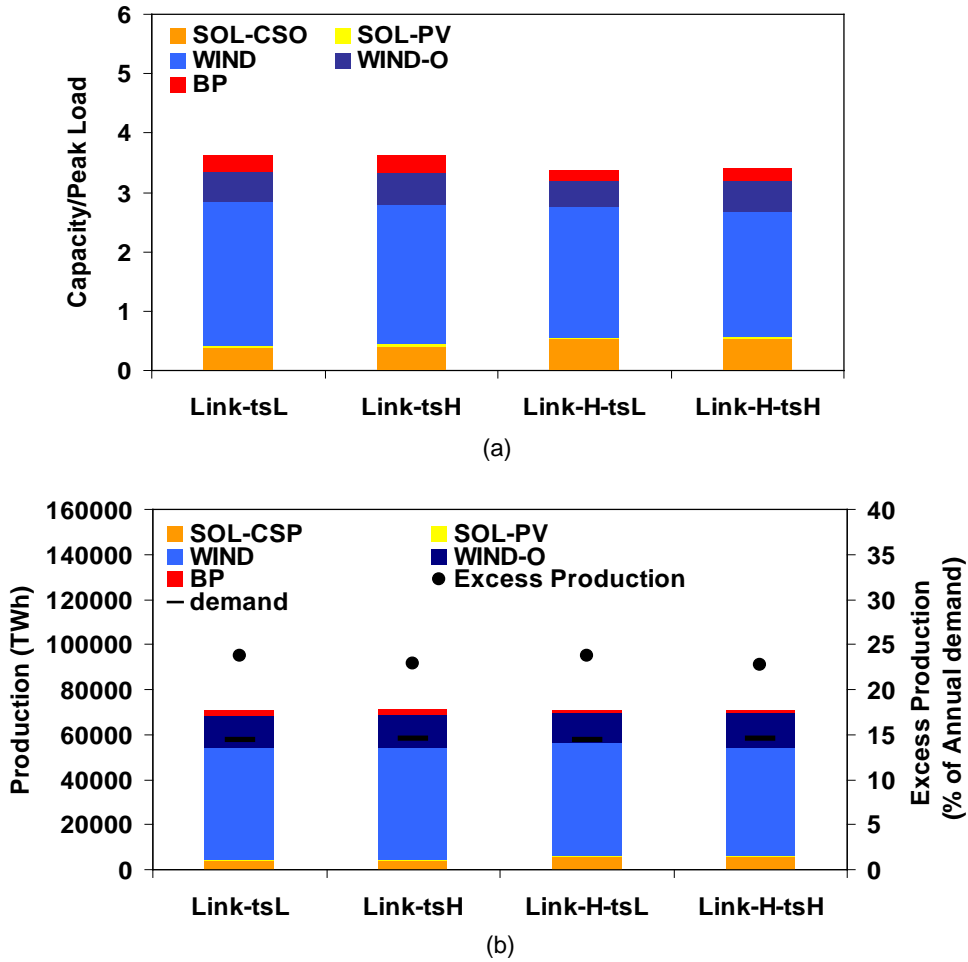 6
5
4
3
2
1
0
Capacity/Peak Load
SOL-CSO SOL-PV
WIND WIND-O
BP
Link-tsL Link-tsH Link-H-tsL Link-H-tsH
(a)
160000
140000
120000
100000
80000
60000
40000
20000
0
Production (TWh)
SOL-CSP SOL-PV
WIND WIND-O
BP Excess Production
demand
40
35
30
25
20
15
10
5
0
Excess Production
(% of Annual demand)
Link-tsL Link-tsH Link-H-tsL Link-H-tsH
(b)